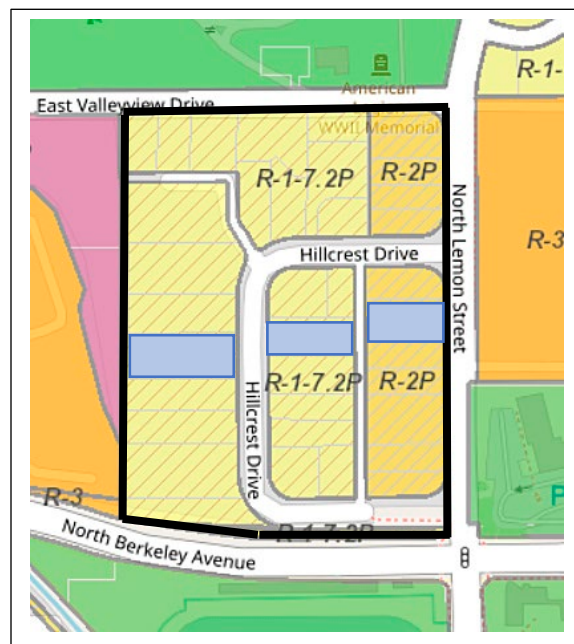 R-1-
American
East Valleyview Drive
WWII Memorial
R-1-7.2P
R-2P
North Lemon Street
R-3
Hillcrest Drive
R-1-7.2P
R-2P
Hillcrest Drive
R-3
P
R-1-7.2P
North Berkeley Avenue